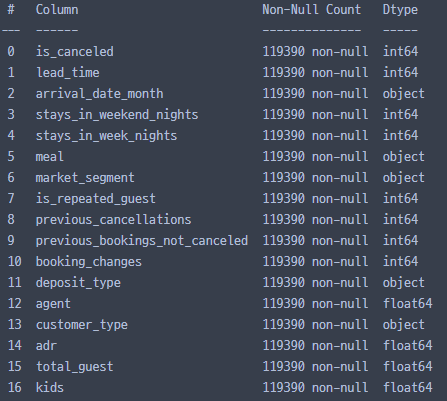 #   Column                          Non-Null Count   Dtype
---  ------                          --------------   -----
0   is_canceled                     119390 non-null  int64
1   lead_time                       119390 non-null  int64
2   arrival_date_month              119390 non-null  object
3   stays_in_weekend_nights         119390 non-null  int64
4   stays_in_week_nights            119390 non-null  int64
5   meal                            119390 non-null  object
6   market_segment                  119390 non-null  object
7   is_repeated_guest               119390 non-null  int64
8   previous_cancellations          119390 non-null  int64
9   previous_bookings_not_canceled  119390 non-null  int64
10  booking_changes                 119390 non-null  int64
11  deposit_type                    119390 non-null  object
12  agent                           119390 non-null  float64
13  customer_type                   119390 non-null  object
14  adr                             119390 non-null  float64
15  total_guest                     119390 non-null  float64
16  kids                            119390 non-null  float64